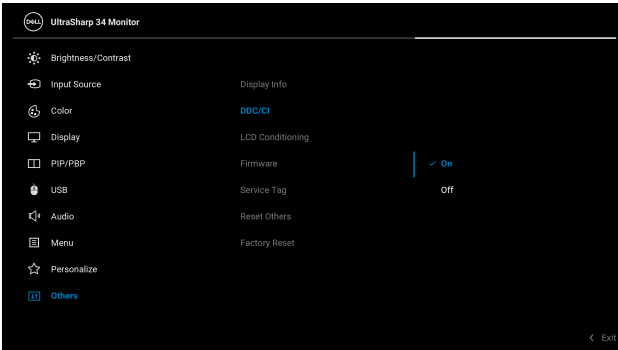 DELL UltraSharp 34 Monitor
Brightness/Contrast
Input Source Display Info
Color DDC/CI
Display LCD Conditioning
PIP/PBP Firmware On
USB Service Tag Off
Audio Reset Others
Menu Factory Reset
Personalize
Others
Exit